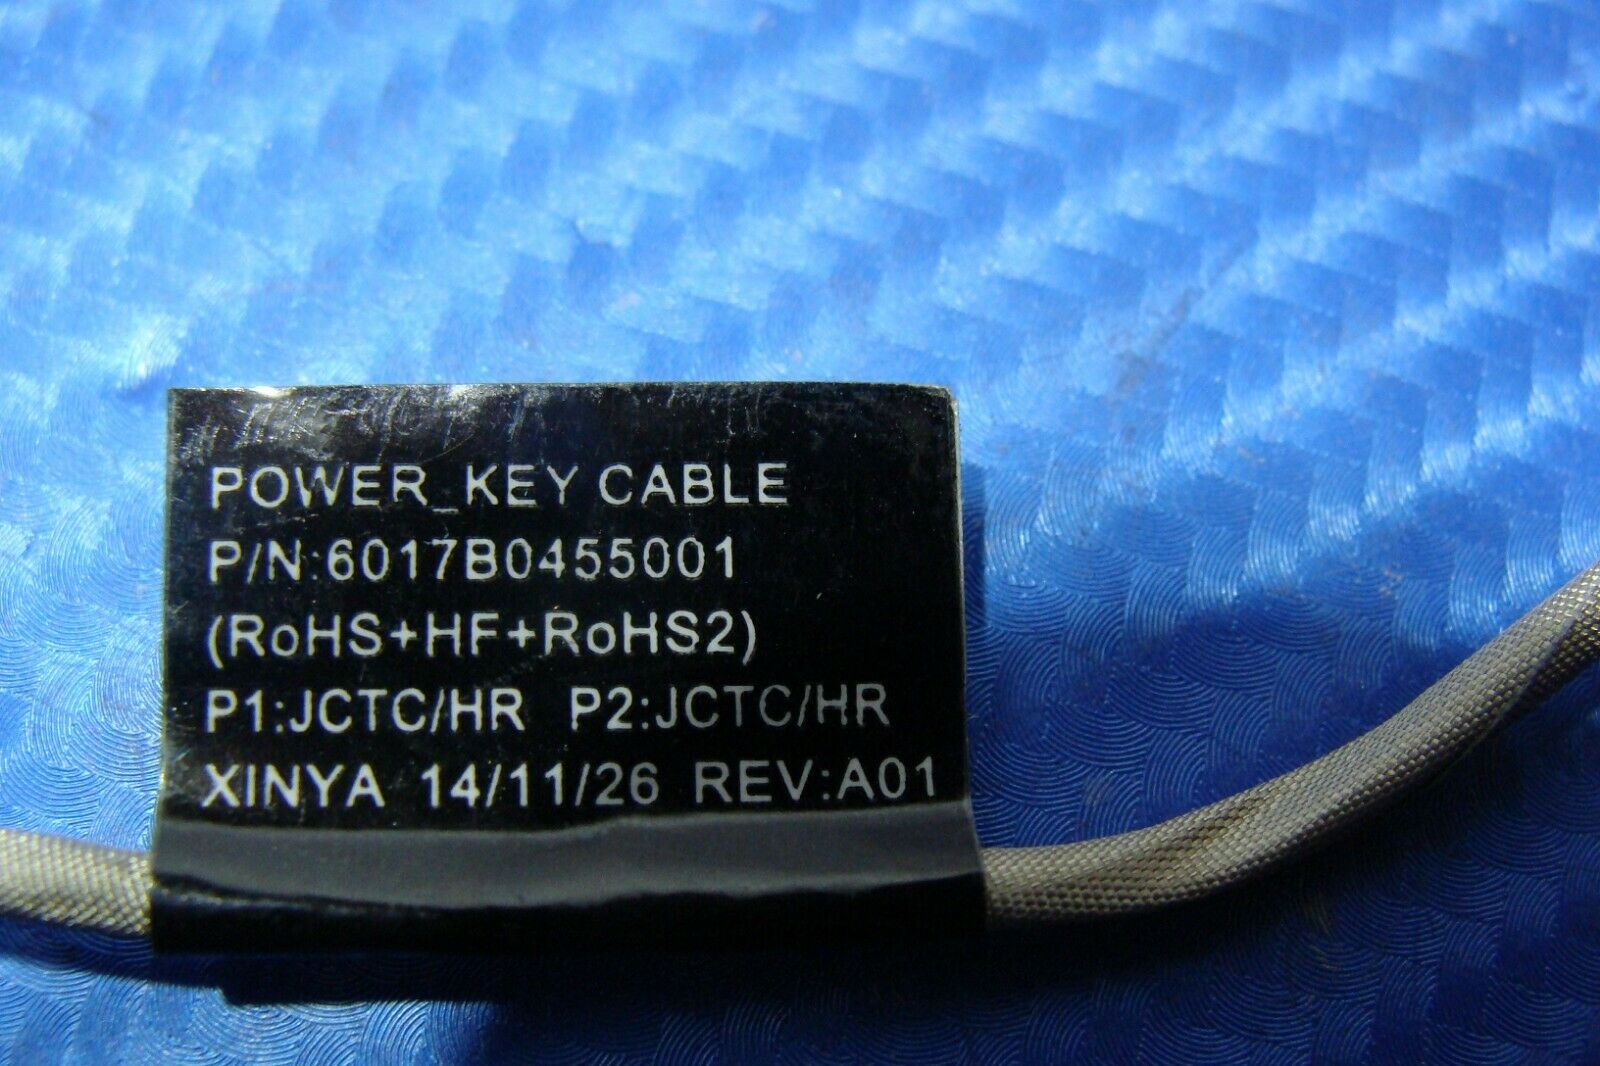 POWER_KEY CABLE
P/N:6017B0455001
(RoHS+HF+RoHS2)
P1:JCTC/HR P2:JCTC/HR
XINYA 14/11/26 REV:A01